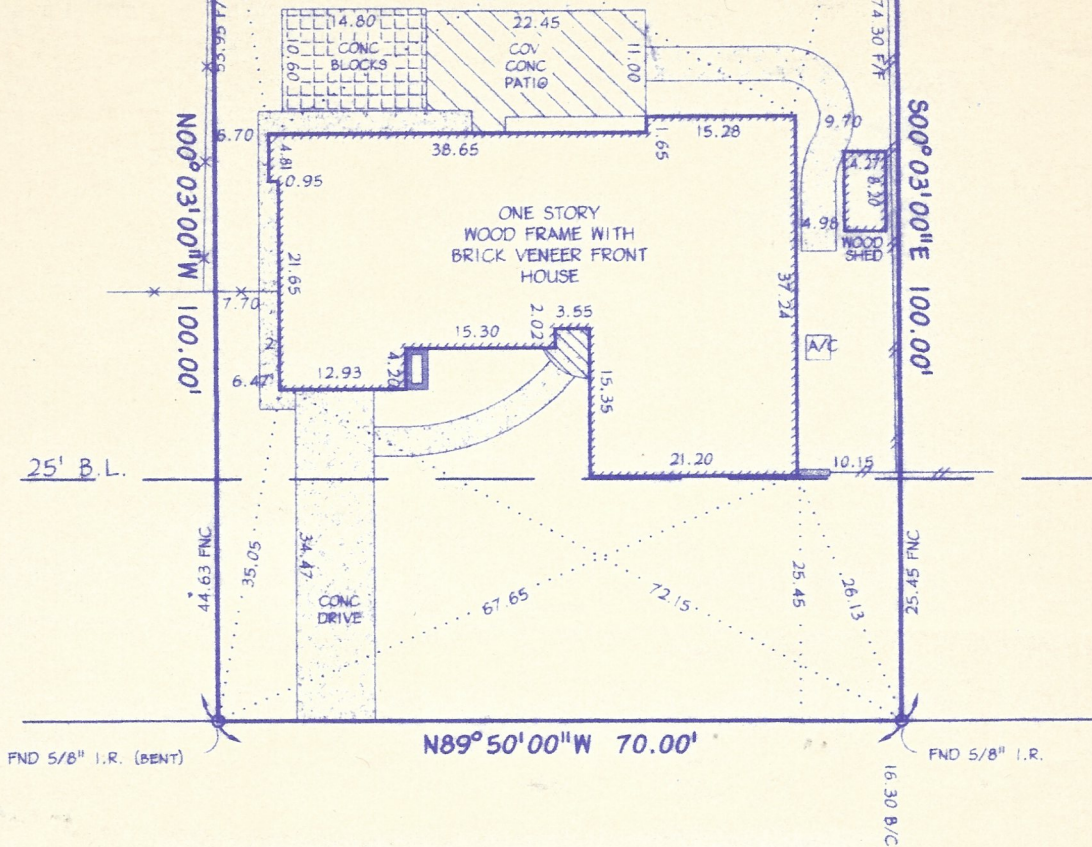 53.95 F/
14.80
22.45
74.30 F/F
10.60
CONC
BLOCKS
COV
CONC
PATIO
11.00
N00°03'00"W 100.00'
6.70
4.81
38.65
1.65
15.28
9.70
S00°03'00"E 100.00'
0.95
4.27
8.20
ONE STORY
WOOD FRAME WITH
BRICK VENEER FRONT
HOUSE
4.98
WOOD
SHED
21.65
7.70
37.24
2.02
3.55
15.30
A/C
6.47
12.93
4.20
15.35
25' B.L.
21.20
10.15
44.63 FNC
35.05
34.47
CONC
DRIVE
67.65
72.15
25.45
26.13
25.45 FNC
N89°50'00"W 70.00'
FND 5/8" I.R. (BENT)
FND 5/8" I.R.
16.30 B/C